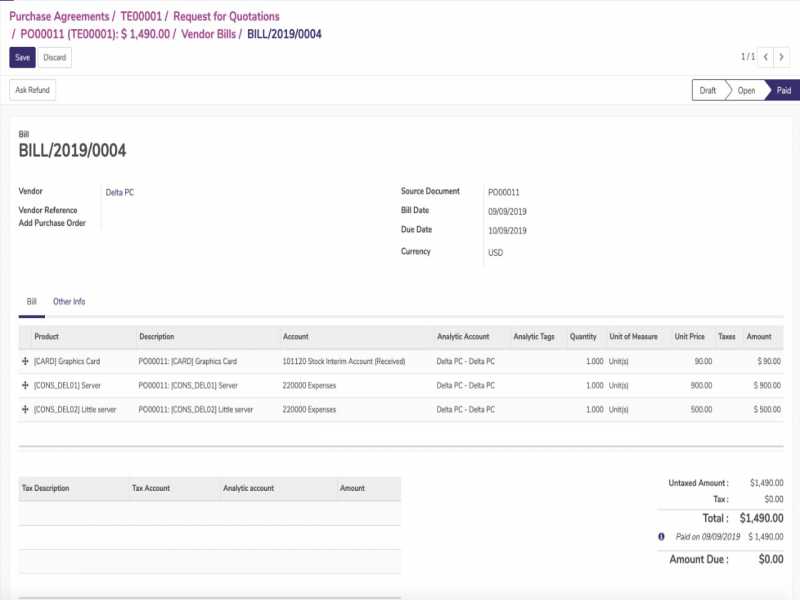 Purchase Agreements / TE00001 / Request for Quotations
/ PO00011 (TE00001): $ 1,490.00 / Vendor Bills / BILL/2019/0004
Save Discard 1 / 1
Ask Refund Draft Open Paid
Bill
BILL/2019/0004
Vendor Delta PC Source Document PO00011
Vendor Reference Bill Date 09/09/2019
Add Purchase Order Due Date 10/09/2019
Currency USD
Bill Other Info
Product Description Account Analytic Account Analytic Tags Quantity Unit of Measure Unit Price Taxes Amount
[CARD] Graphics Card PO00011: [CARD] Graphics Card 101120 Stock Interim Account (Received) Delta PC - Delta PC 1.000 Unit(s) 90.00 $ 90.00
[CONS_DEL01] Server PO00011: [CONS_DEL01] Server 220000 Expenses Delta PC - Delta PC 1.000 Unit(s) 900.00 $ 900.00
[CONS_DEL02] Little server PO00011: [CONS_DEL02] Little server 220000 Expenses Delta PC - Delta PC 1.000 Unit(s) 500.00 $ 500.00
Tax Description Tax Account Analytic account Amount
Untaxed Amount : $1,490.00
Tax : $0.00
Total : $1,490.00
Paid on 09/09/2019 $ 1,490.00
Amount Due : $0.00